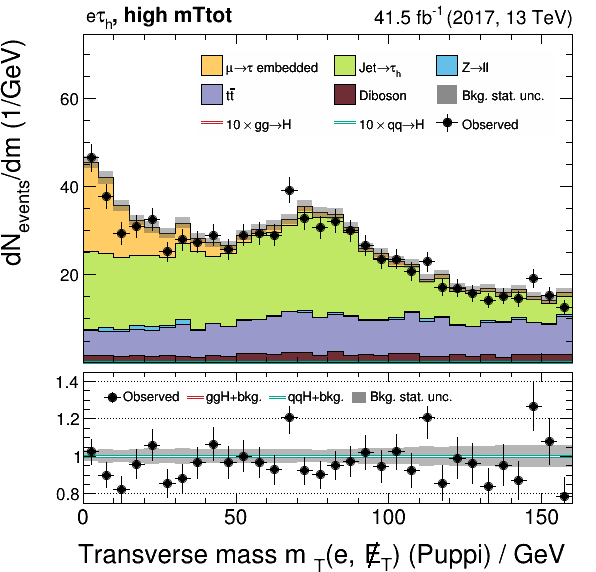 eτh, high mTtot 41.5 fb⁻¹ (2017, 13 TeV)
dNevents/dm (1/GeV)
μ→τ embedded Jet→τh Z→ll
tt̄ Diboson Bkg. stat. unc.
10 × gg→H 10 × qq→H Observed
60
40
20
Observed ggH+bkg. qqH+bkg. Bkg. stat. unc.
1.4
1.2
1
0.8
0 50 100 150
Transverse mass m T(e, E̸T) (Puppi) / GeV